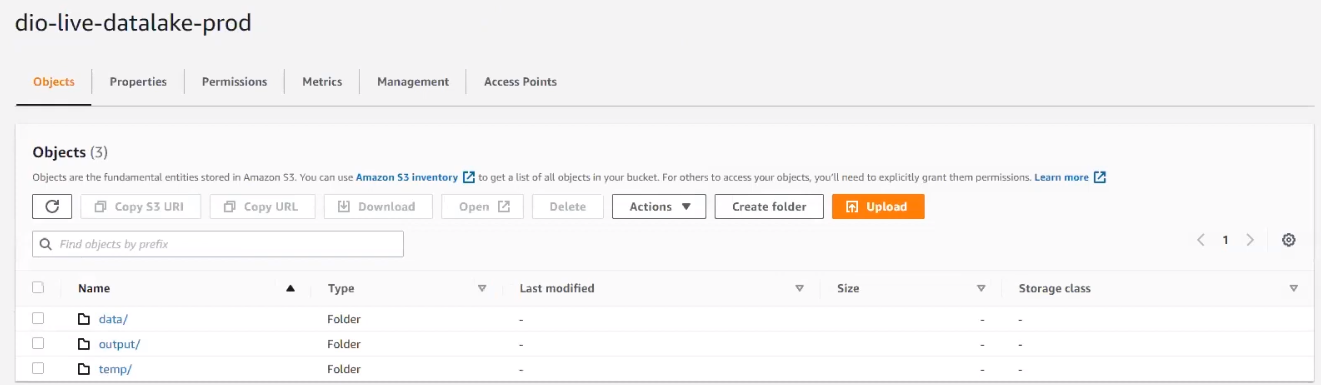 dio-live-datalake-prod
Objects Properties Permissions Metrics Management Access Points
Objects (3)
Objects are the fundamental entities stored in Amazon S3. You can use Amazon S3 inventory to get a list of all objects in your bucket. For others to access your objects, you'll need to explicitly grant them permissions. Learn more
Copy S3 URI Copy URL Download Open Delete Actions Create folder Upload
Find objects by prefix 1
Name Type Last modified Size Storage class
data/ Folder - - -
output/ Folder - - -
temp/ Folder - - -